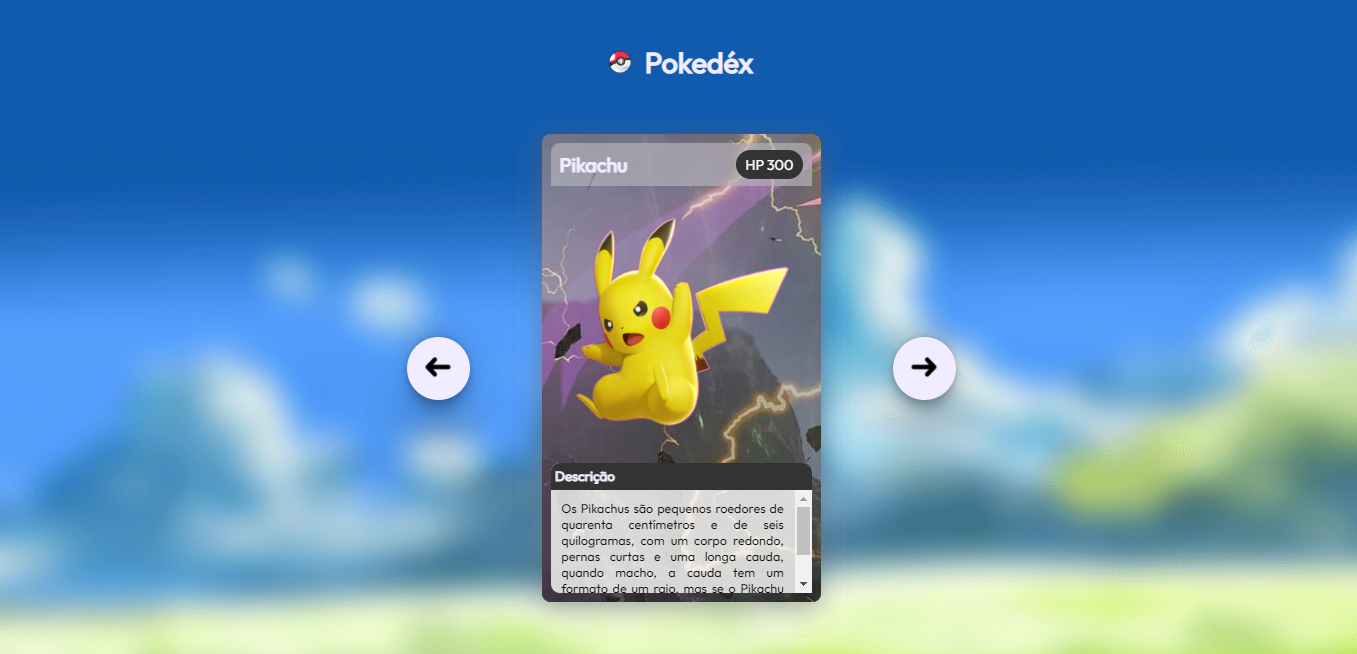 Pokedéx
Pikachu
HP 300
Descrição
Os Pikachus são pequenos roedores de
quarenta centímetros e de seis
quilogramas, com um corpo redondo,
pernas curtas e uma longa cauda,
quando macho, a cauda tem um
formato de um raio, mas se o Pikachu